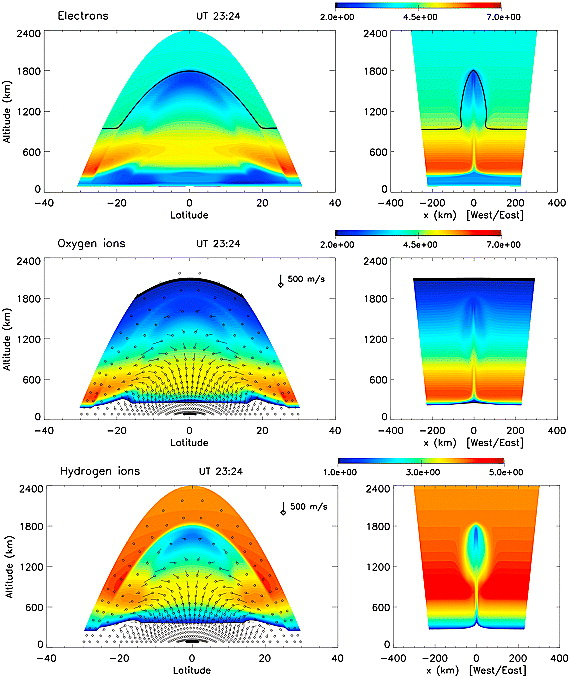 Electrons UT 23:24 2.0e+00 4.5e+00 7.0e+00
2400 2400
1800 1800
1200 1200
600 600
0 0
Altitude (km) Altitude (km)
−40 −20 0 20 40 −400 −200 0 200 400
Latitude x (km) [West/East]
Oxygen ions UT 23:24 2.0e+00 4.5e+00 7.0e+00
500 m/s
2400 2400
1800 1800
1200 1200
600 600
0 0
Altitude (km) Altitude (km)
−40 −20 0 20 40 −400 −200 0 200 400
Latitude x (km) [West/East]
Hydrogen ions UT 23:24 1.0e+00 3.0e+00 5.0e+00
500 m/s
2400 2400
1800 1800
1200 1200
600 600
0 0
Altitude (km) Altitude (km)
−40 −20 0 20 40 −400 −200 0 200 400
Latitude x (km) [West/East]